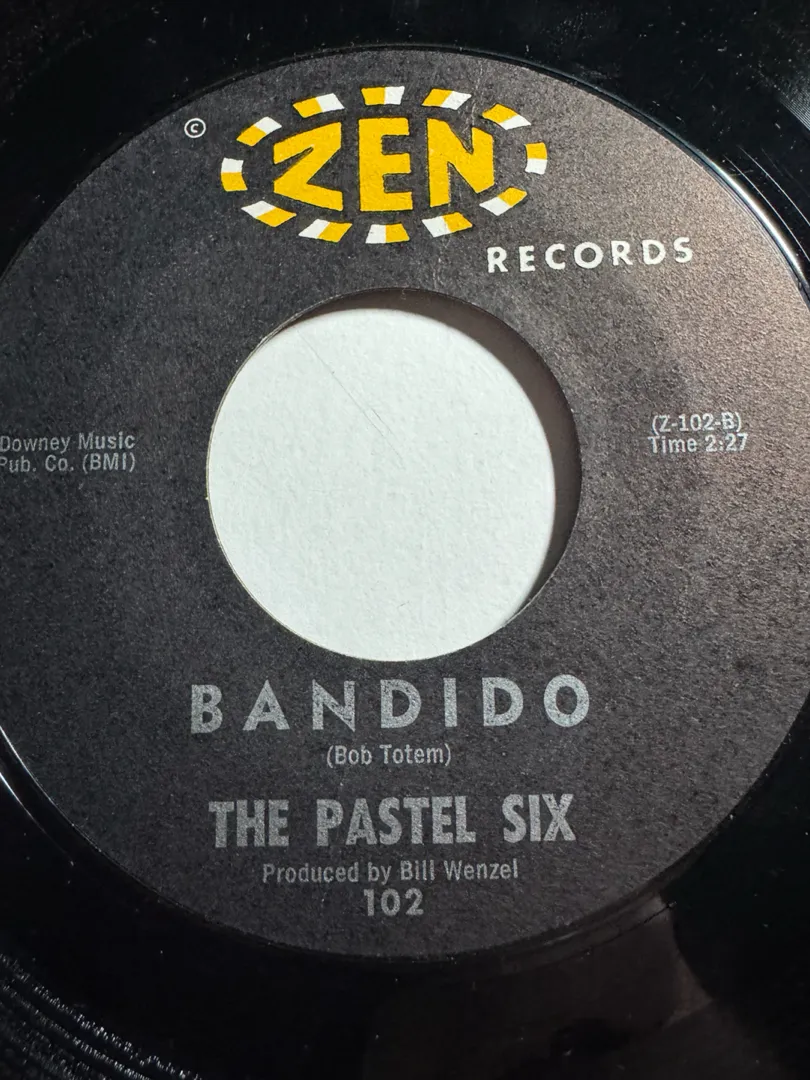 ©
ZEN
RECORDS
Downey Music
Pub. Co. (BMI)
(Z-102-B)
Time 2:27
BANDIDO
(Bob Totem)
THE PASTEL SIX
Produced by Bill Wenzel
102